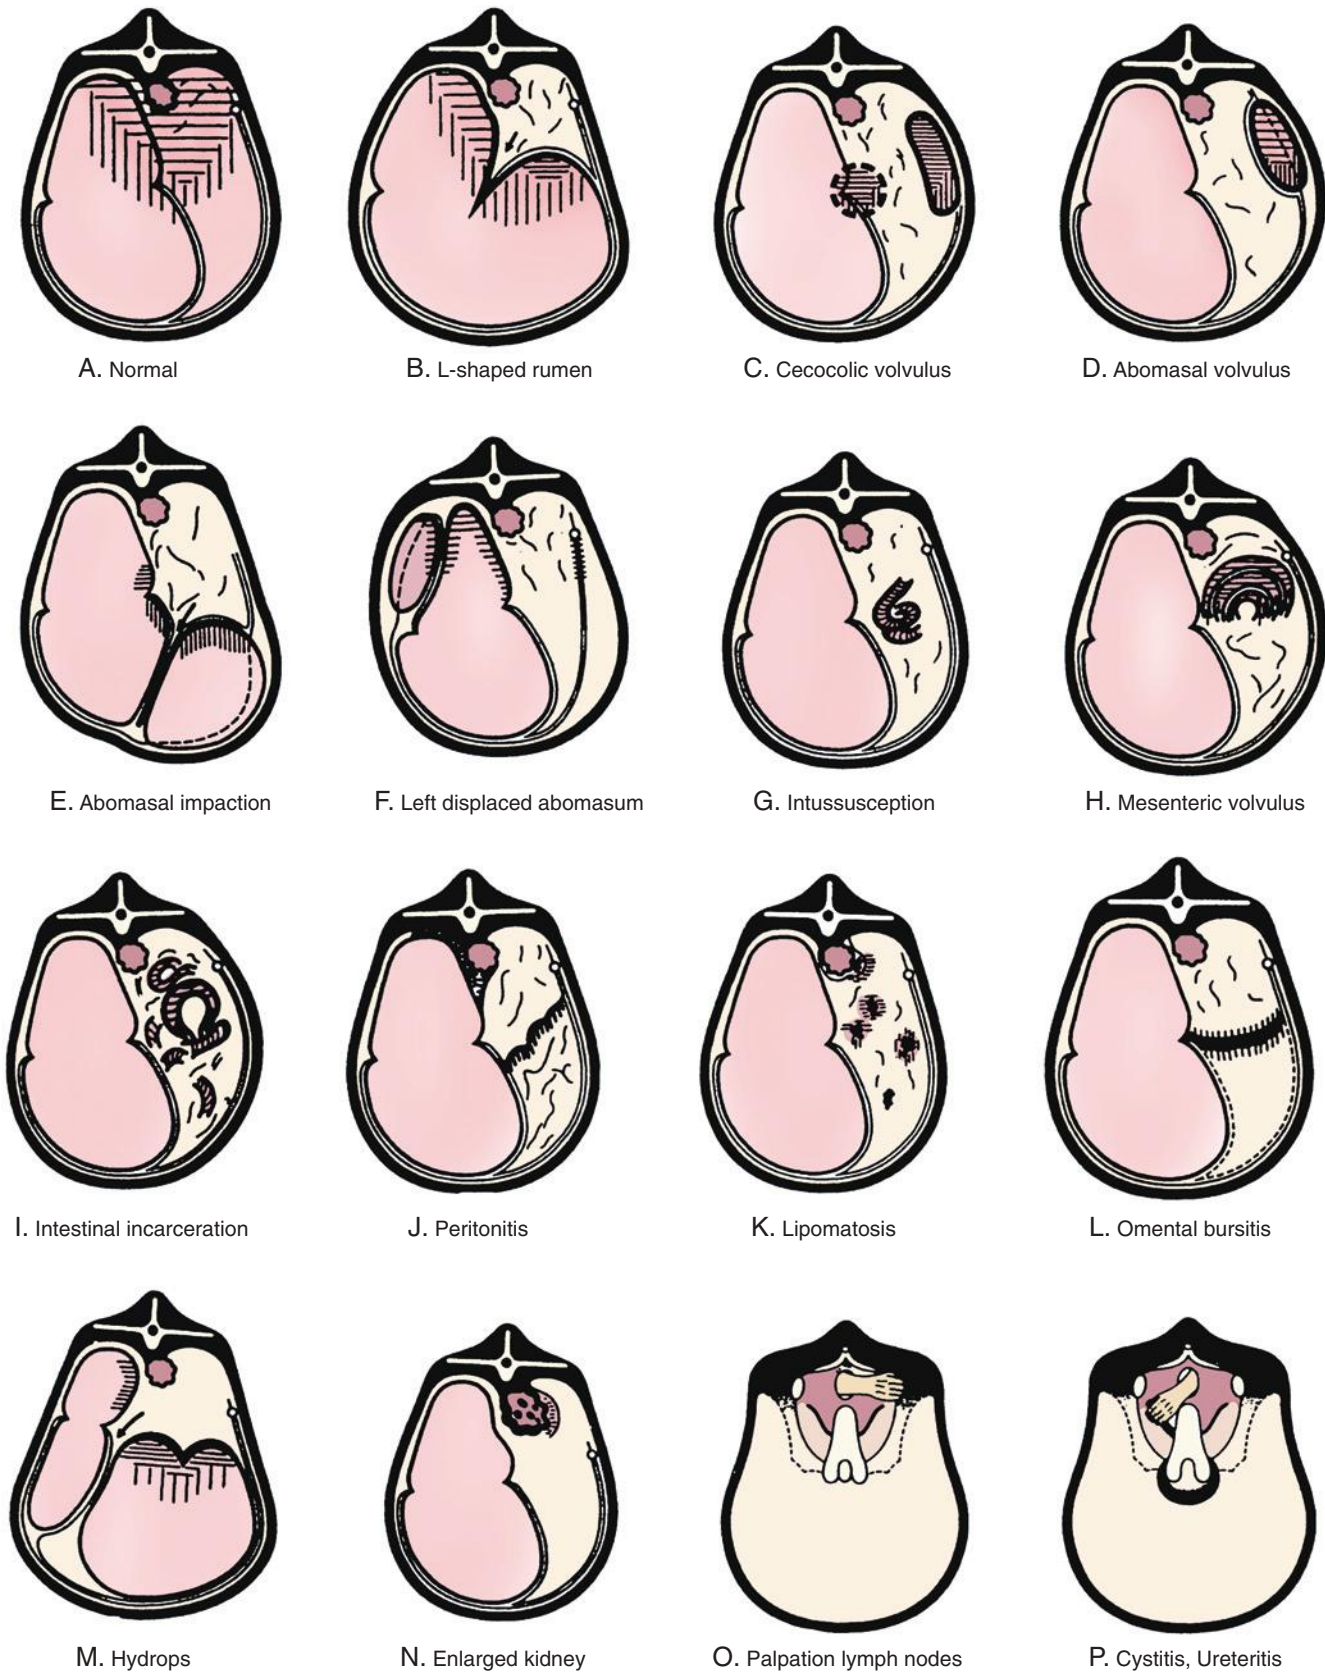 A. Normal
B. L-shaped rumen
C. Cecocolic volvulus
D. Abomasal volvulus
E. Abomasal impaction
F. Left displaced abomasum
G. Intussusception
H. Mesenteric volvulus
I. Intestinal incarceration
J. Peritonitis
K. Lipomatosis
L. Omental bursitis
M. Hydrops
N. Enlarged kidney
O. Palpation lymph nodes
P. Cystitis, Ureteritis